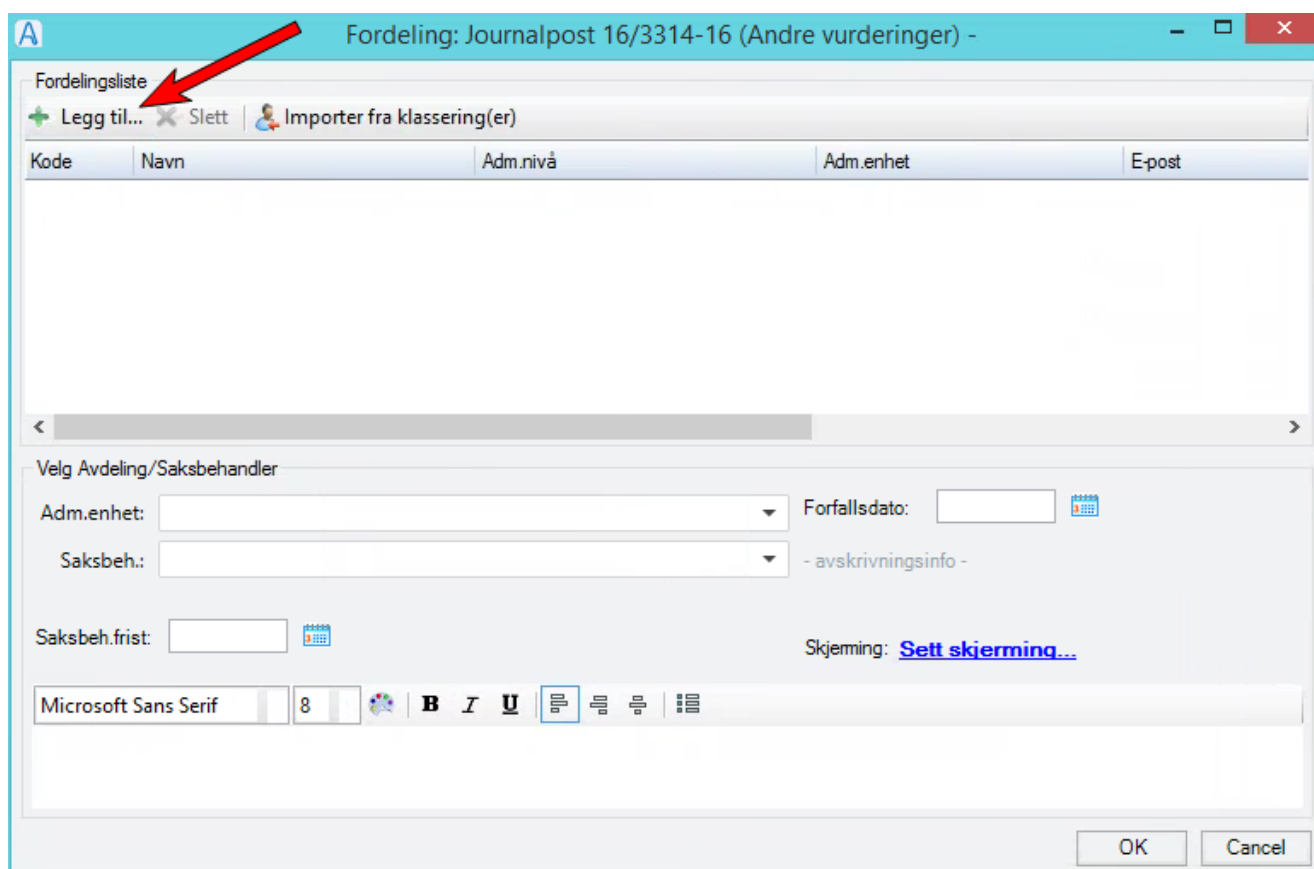 Fordeling: Journalpost 16/3314-16 (Andre vurderinger) -
Fordelingsliste
Legg til... Slett Importer fra klassering(er)
Kode Navn Adm.nivå Adm.enhet E-post
Velg Avdeling/Saksbehandler
Adm.enhet: Forfallsdato:
Saksbeh.: - avskrivningsinfo -
Saksbeh.frist:
Skjerming: Sett skjerming...
Microsoft Sans Serif 8 B I U
OK Cancel